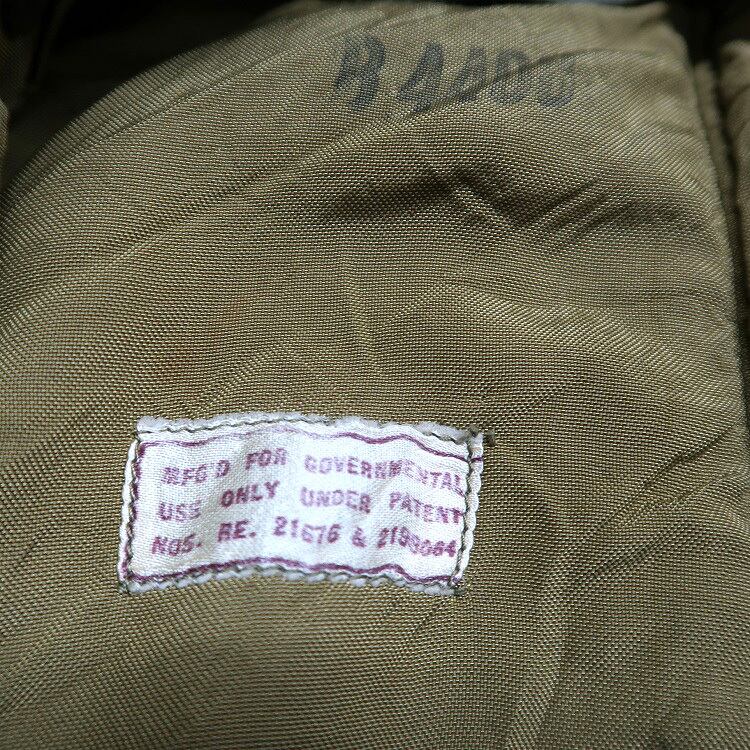 MFG'D FOR GOVERNMENTAL
USE ONLY UNDER PATENT
NOS. RE. 21676 &